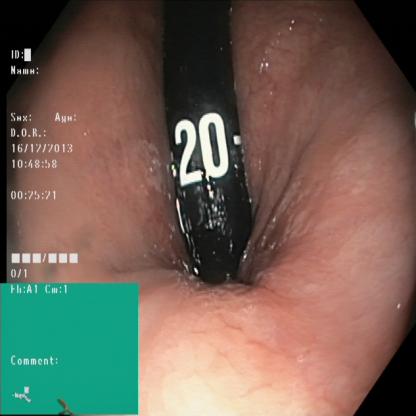 ID:
Name:
Sex: Age:
D.O.R.:
16/12/2013
10:48:58
00:25:21
0/1
Eh:A1 Cm:1
Comment:
20